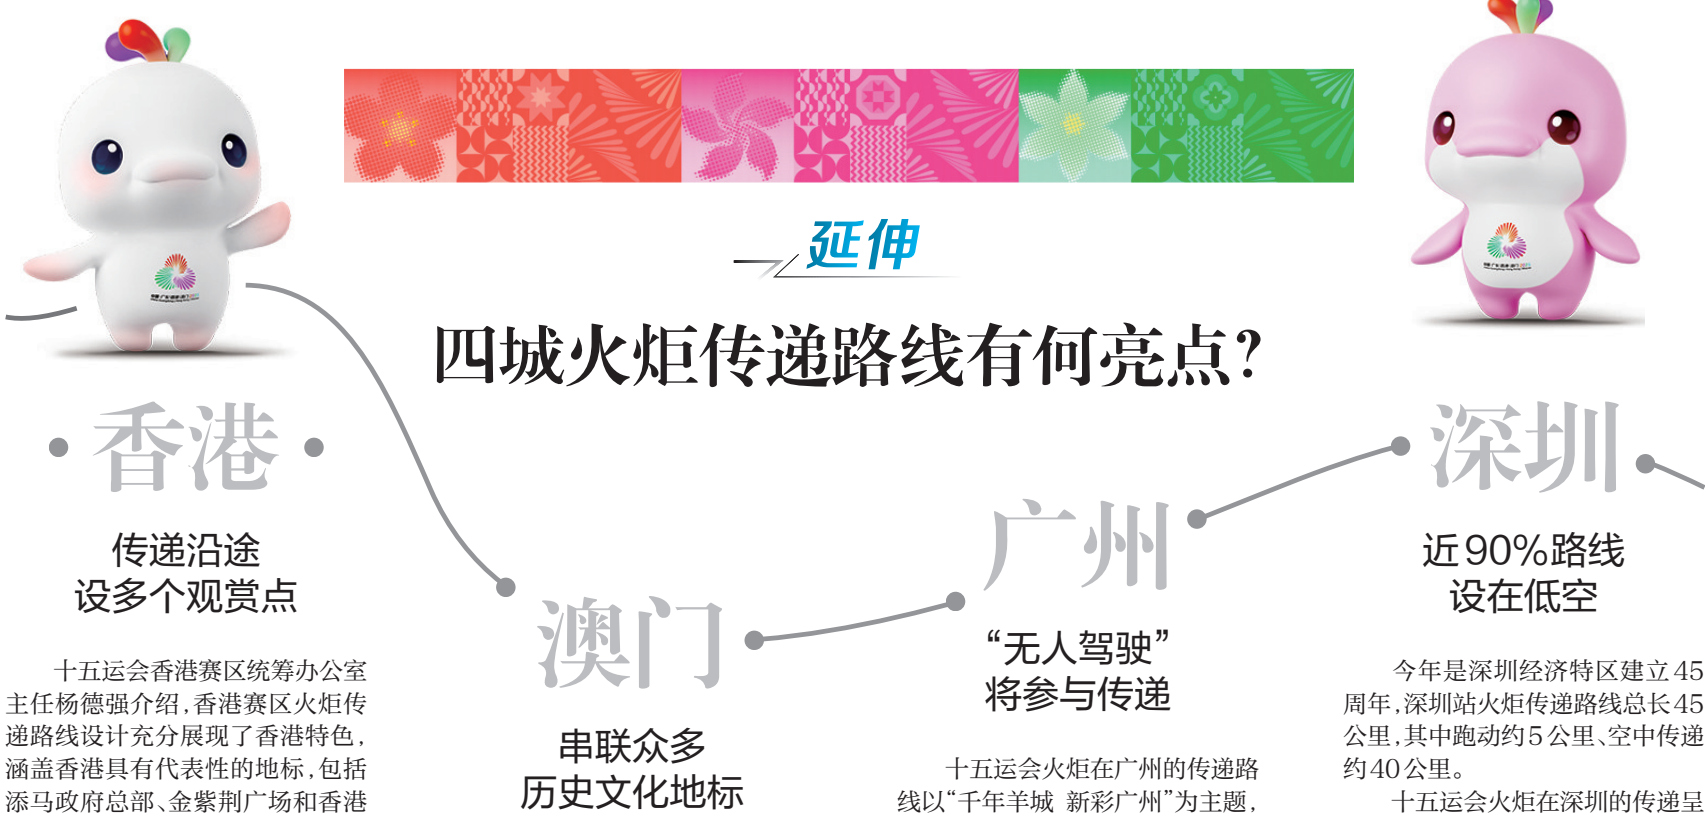 延伸
四城火炬传递路线有何亮点？
香港
传递沿途
设多个观赏点
十五运会香港赛区统筹办公室
主任杨德强介绍，香港赛区火炬传
递路线设计充分展现了香港特色，
涵盖香港具有代表性的地标，包括
添马政府总部、金紫荆广场和香港
澳门
串联众多
历史文化地标
广州
“无人驾驶”
将参与传递
十五运会火炬在广州的传递路
线以“千年羊城 新彩广州”为主题，
深圳
近90%路线
设在低空
今年是深圳经济特区建立45
周年，深圳站火炬传递路线总长45
公里，其中跑动约5公里、空中传递
约40公里。
十五运会火炬在深圳的传递呈